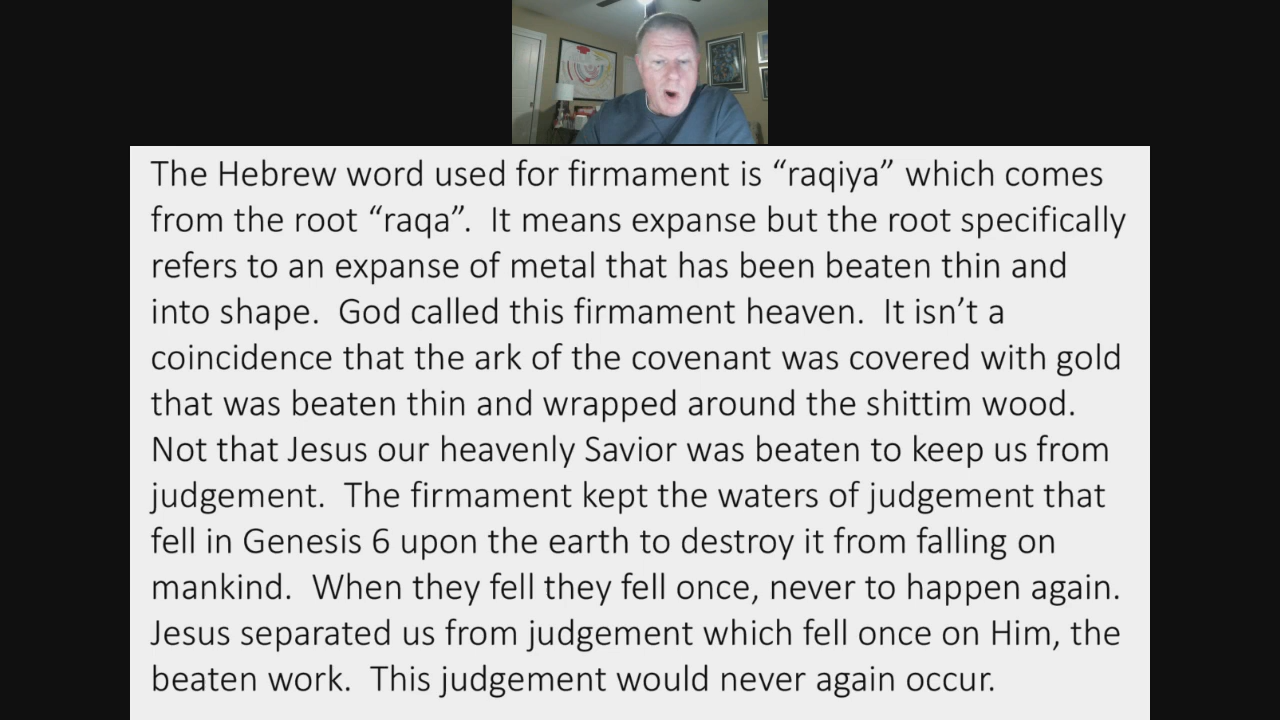 The Hebrew word used for firmament is “raqiya” which comes
from the root “raqa”.  It means expanse but the root specifically
refers to an expanse of metal that has been beaten thin and
into shape.  God called this firmament heaven.  It isn’t a
coincidence that the ark of the covenant was covered with gold
that was beaten thin and wrapped around the shittim wood.
Not that Jesus our heavenly Savior was beaten to keep us from
judgement.  The firmament kept the waters of judgement that
fell in Genesis 6 upon the earth to destroy it from falling on
mankind.  When they fell they fell once, never to happen again.
Jesus separated us from judgement which fell once on Him, the
beaten work.  This judgement would never again occur.